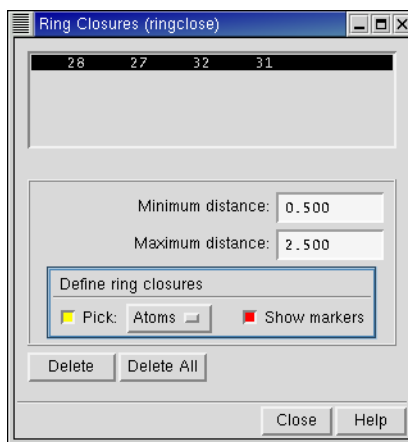 Ring Closures (ringclose)
28 27 32 31
Minimum distance: 0.500
Maximum distance: 2.500
Define ring closures
Pick: Atoms Show markers
Delete Delete All
Close Help